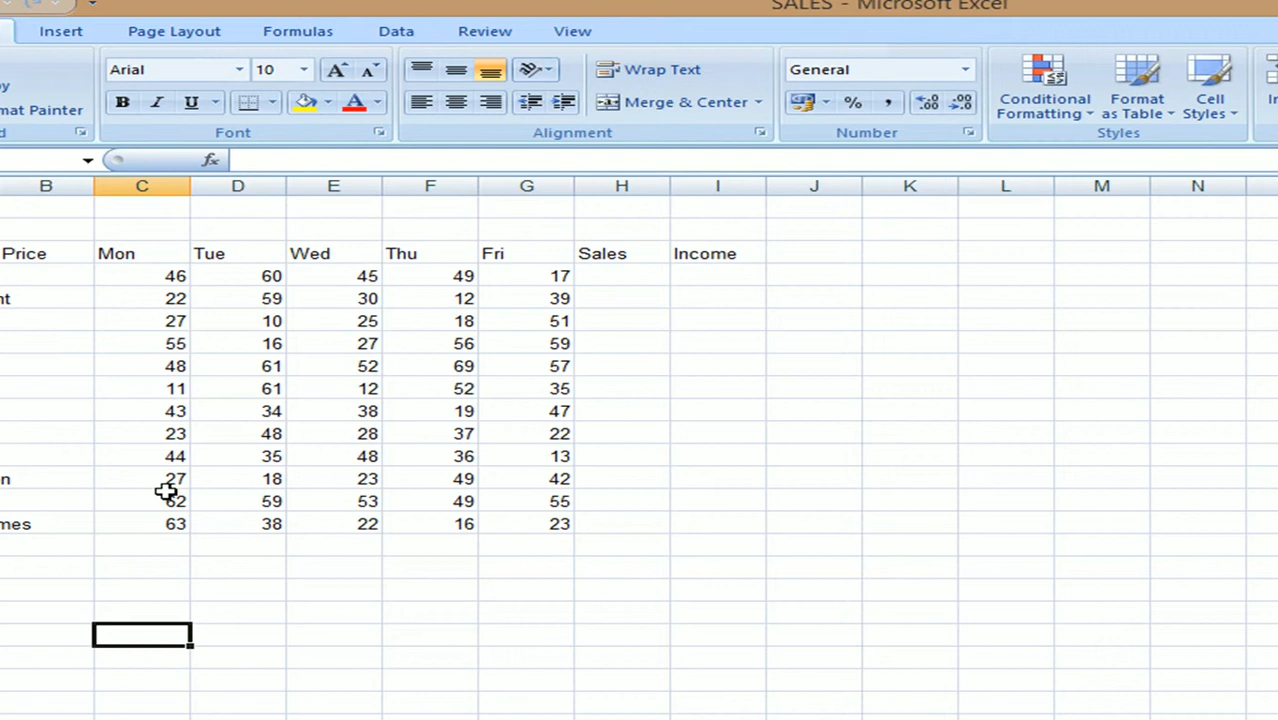 SALES - Microsoft Excel
Insert Page Layout Formulas Data Review View
Arial 10 A A Wrap Text General
B I U A Merge & Center % , .00 Conditional Formatting Format as Table Cell Styles
mat Painter
Font Alignment Number Styles
fx
B C D E F G H I J K L M N
Price Mon Tue Wed Thu Fri Sales Income
46 60 45 49 17
nt 22 59 30 12 39
27 10 25 18 51
55 16 27 56 59
48 61 52 69 57
11 61 12 52 35
43 34 38 19 47
23 48 28 37 22
44 35 48 36 13
n 27 18 23 49 42
62 59 53 49 55
mes 63 38 22 16 23